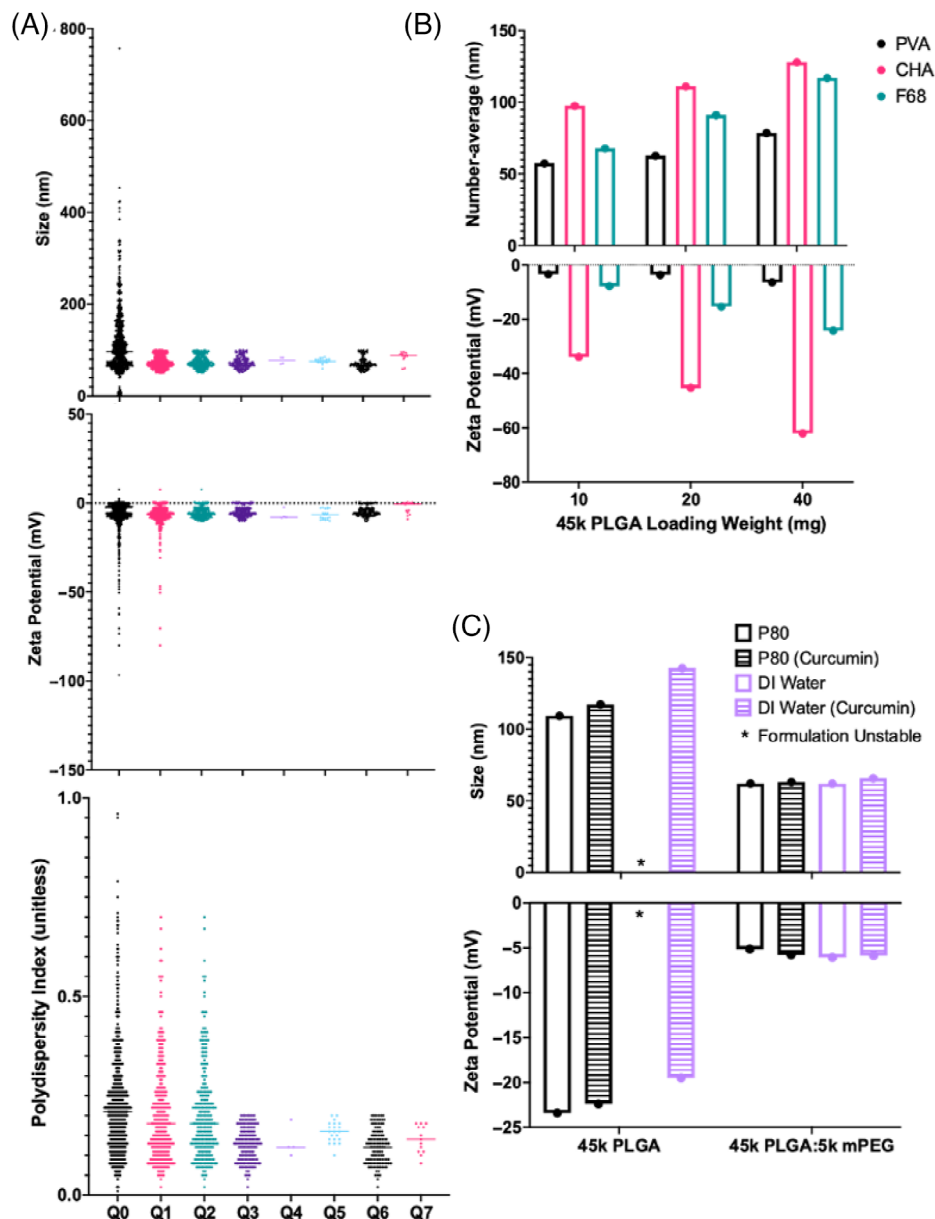 (A)
800
600
400
200
0
Size (nm)
50
0
−50
−100
−150
Zeta Potential (mV)
1.0
0.5
0.0
Polydispersity Index (unitless)
Q0 Q1 Q2 Q3 Q4 Q5 Q6 Q7
(B)
150
100
50
0
Number-average (nm)
PVA
CHA
F68
0
−20
−40
−60
−80
Zeta Potential (mV)
10 20 40
45k PLGA Loading Weight (mg)
(C)
P80
P80 (Curcumin)
DI Water
DI Water (Curcumin)
* Formulation Unstable
150
100
50
0
Size (nm)
*
0
−5
−10
−15
−20
−25
Zeta Potential (mV)
*
45k PLGA 45k PLGA:5k mPEG